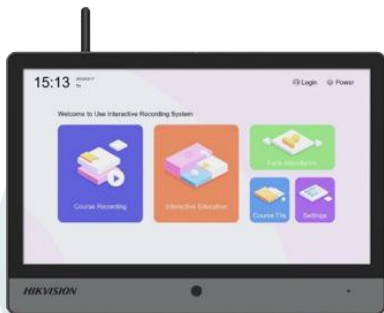 15:13
Login Power
Welcome to Use Interactive Recording System
Face Attendance
Course Recording
Interactive Education
Course File
Settings
HIKVISION